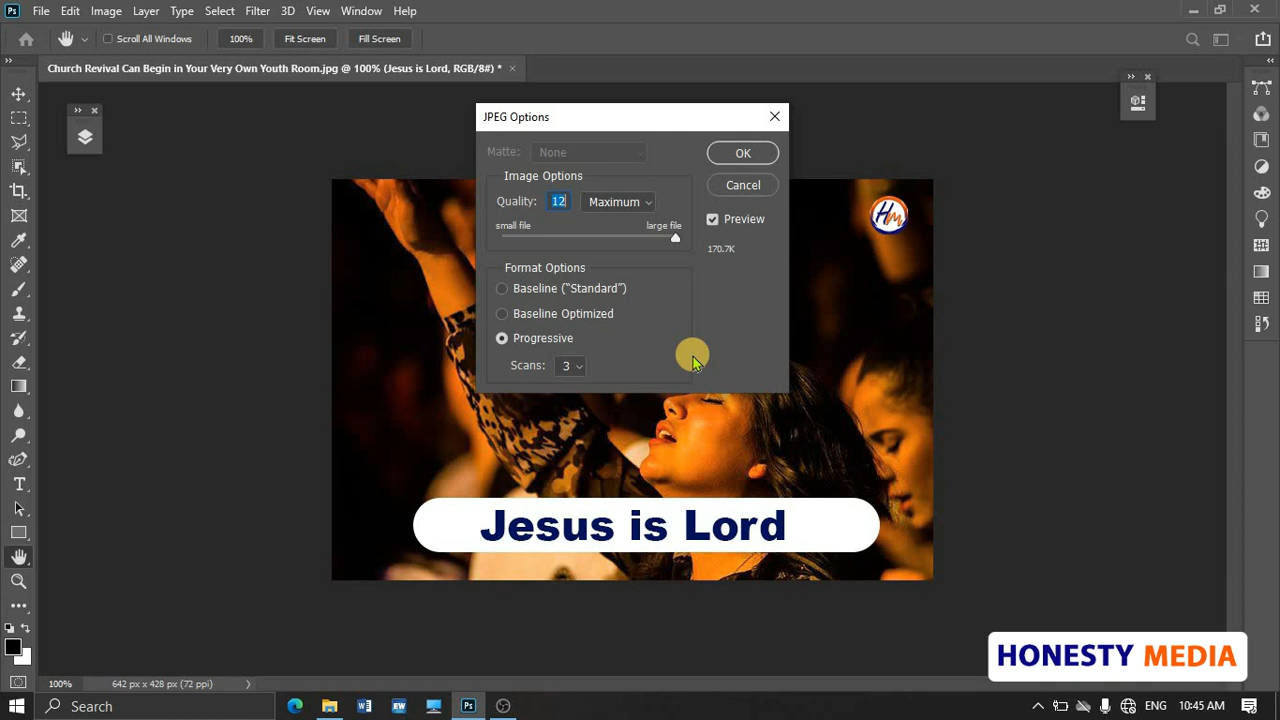 Ps File Edit Image Layer Type Select Filter 3D View Window Help
Scroll All Windows 100% Fit Screen Fill Screen
Church Revival Can Begin in Your Very Own Youth Room.jpg @ 100% (Jesus is Lord, RGB/8#) *
JPEG Options
Matte: None
OK
Image Options
Quality: 12 Maximum
Cancel
small file large file
Preview
170.7K
Format Options
Baseline (“Standard”)
Baseline Optimized
Progressive
Scans: 3
Hm
Jesus is Lord
HONESTY MEDIA
100% 642 px x 428 px (72 ppi)
Search
W
EW
Ps
ENG 10:45 AM